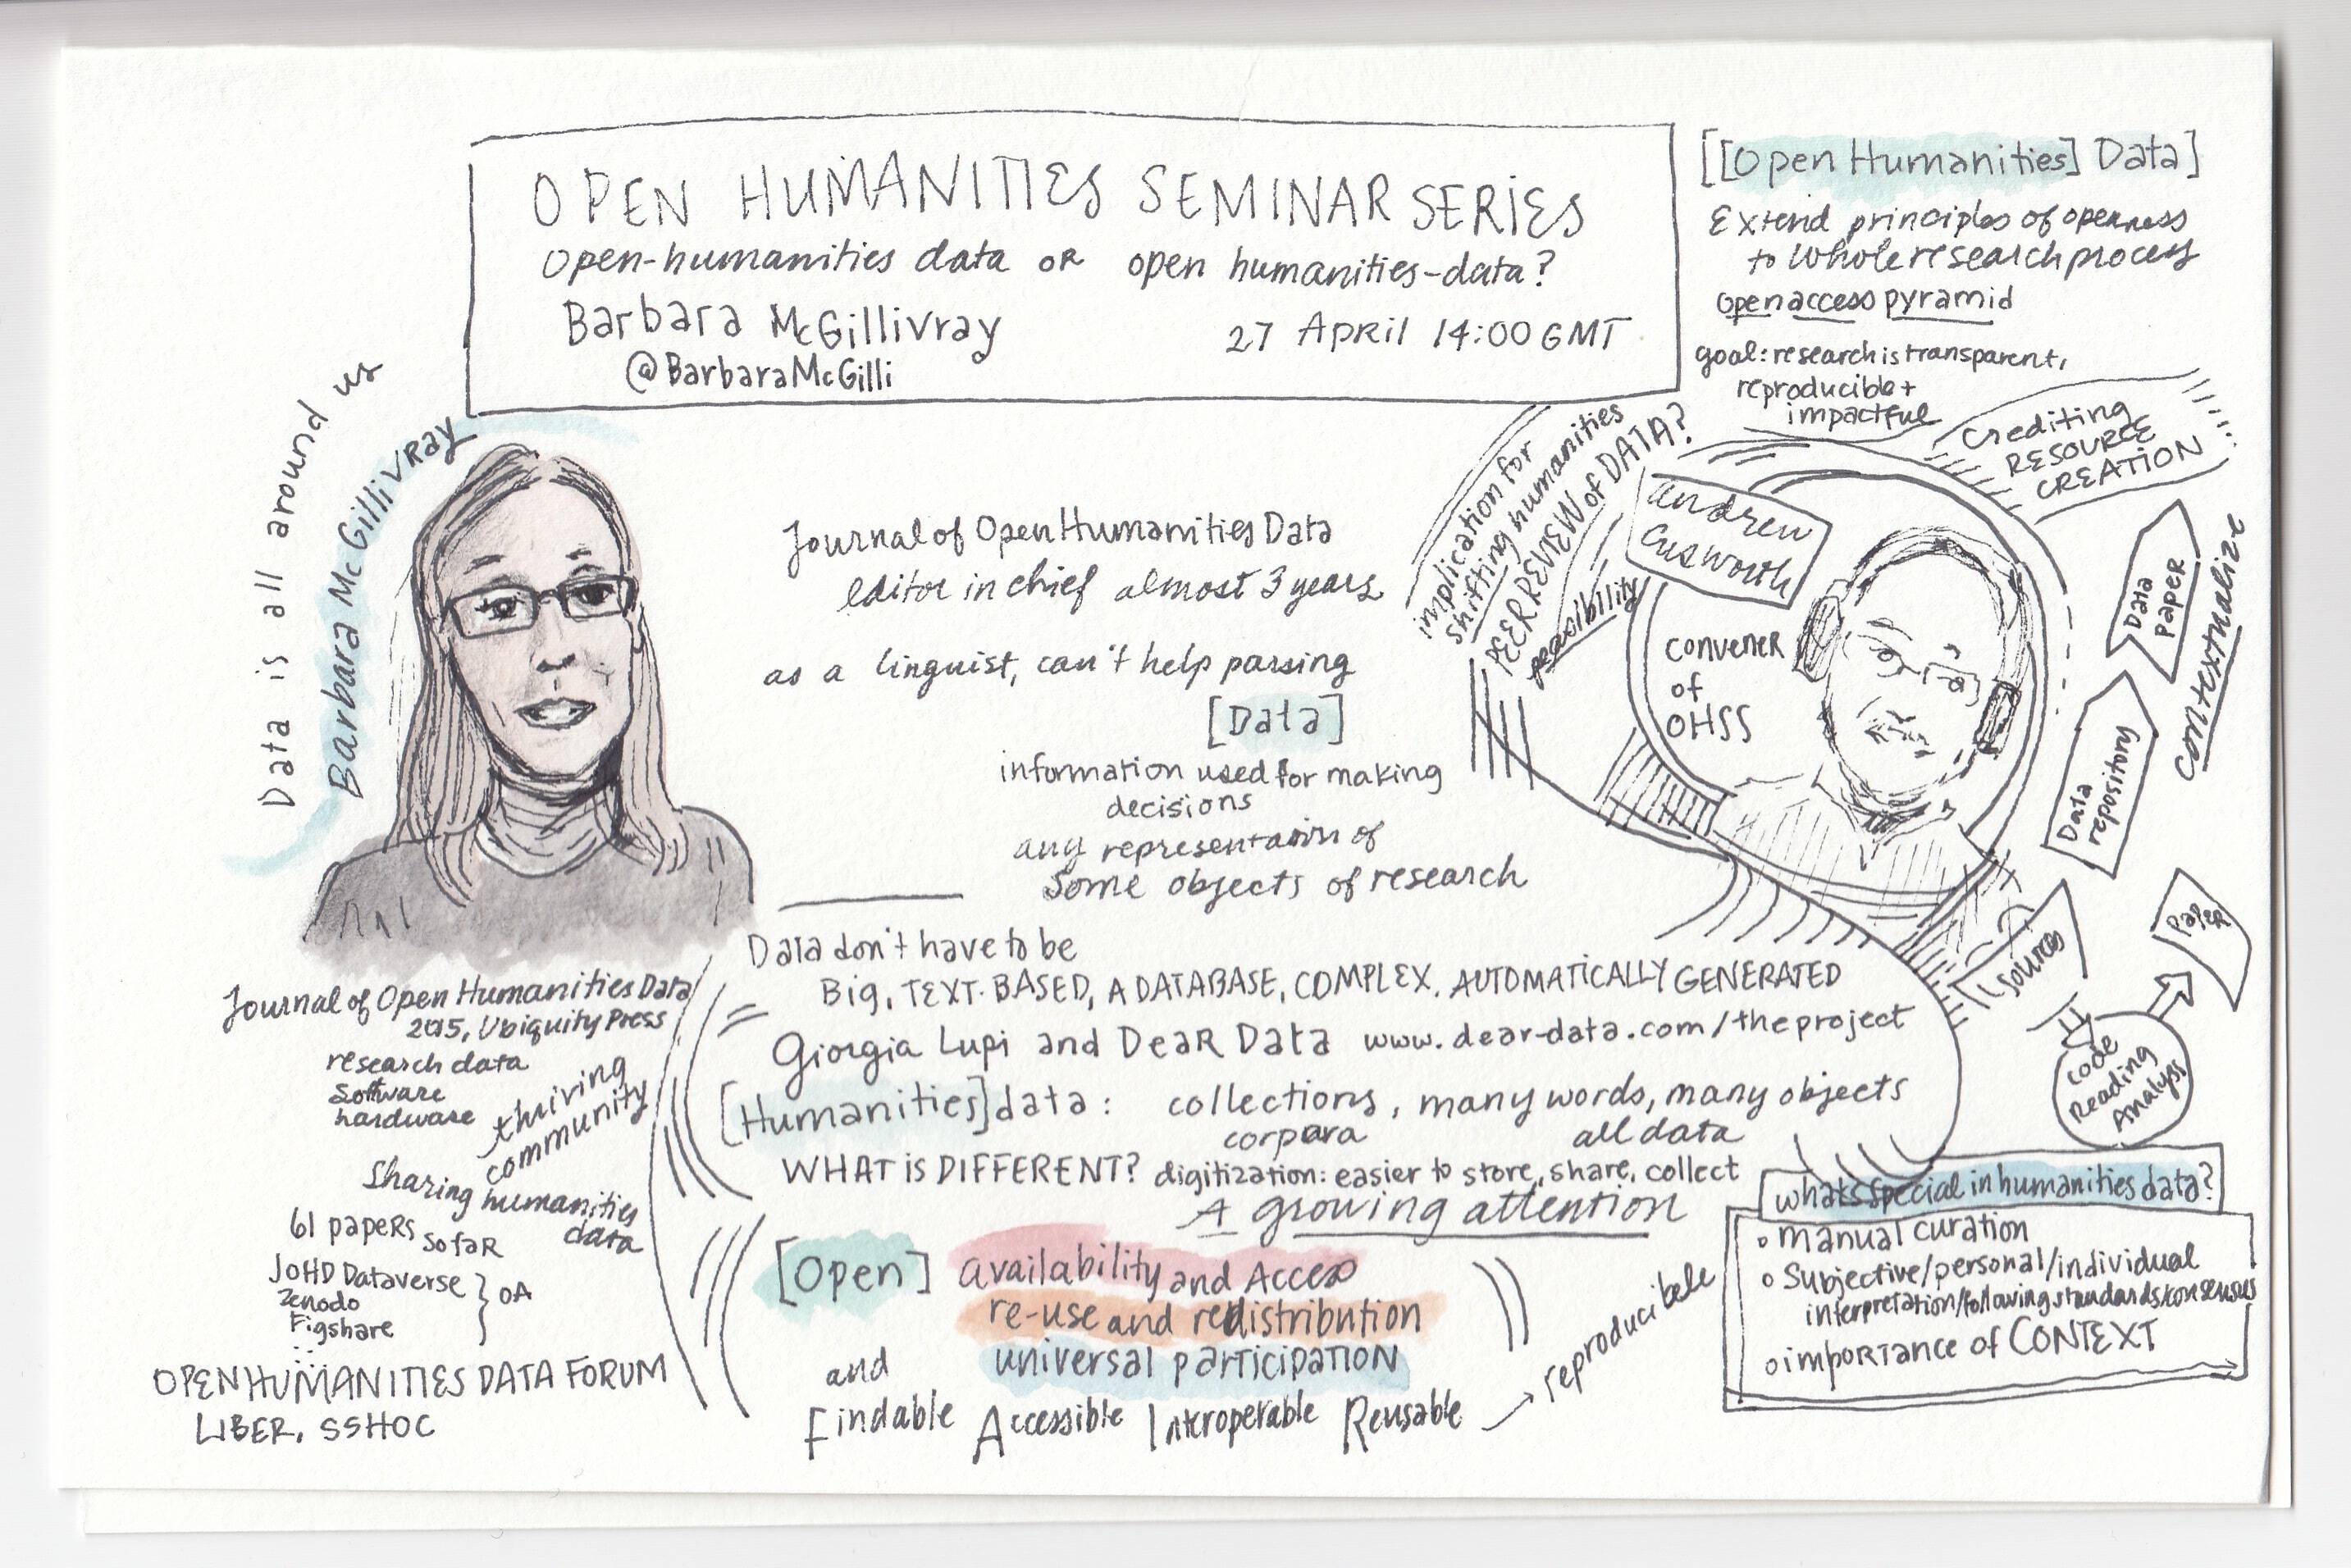 OPEN HUMANITIES SEMINAR SERIES
Open-humanities data OR open humanities-data?
Barbara McGillivray
27 April 14:00 GMT
@BarbaraMcGilli
[[Open Humanities] Data]
Extend principles of openness
to whole research process
open access pyramid
goal: research is transparent,
reproducible +
impactful
Data is all around us
Barbara McGillivray
Journal of Open Humanities Data
editor in chief almost 3 years
as a linguist, can't help parsing
[Data]
information used for making
decisions
any representation of
some objects of research
implication for
shifting humanities
PEER REVIEW of DATA?
feasibility
Andrew
Cusworth
convener
of
OHSS
Crediting
RESOURCE
CREATION
Data
Paper
contextualize
Data
repository
Sources
Paper
Code
Reading
Analyst
Data don't have to be
Big, TEXT-BASED, A DATABASE, COMPLEX, AUTOMATICALLY GENERATED
Giorgia Lupi and Dear Data www.dear-data.com/theproject
[Humanities] data: collections, many words, many objects
corpora all data
WHAT is DIFFERENT? digitization: easier to store, share, collect
A growing attention
[Open] availability and Access
re-use and redistribution
and universal participation
Findable Accessible Interoperable Reusable
reproducibele
Journal of Open Humanities Data
2015, Ubiquity Press
research data
software
hardware
thriving
community
Sharing humanities
data
61 papers so far
JOHD Dataverse
Zenodo
Figshare
OA
OPEN HUMANITIES DATA FORUM
LIBER, SSHOC
whats special in humanities data?
manual curation
Subjective/personal/individual
interpretation/following standards/consensus
importance of CONTEXT